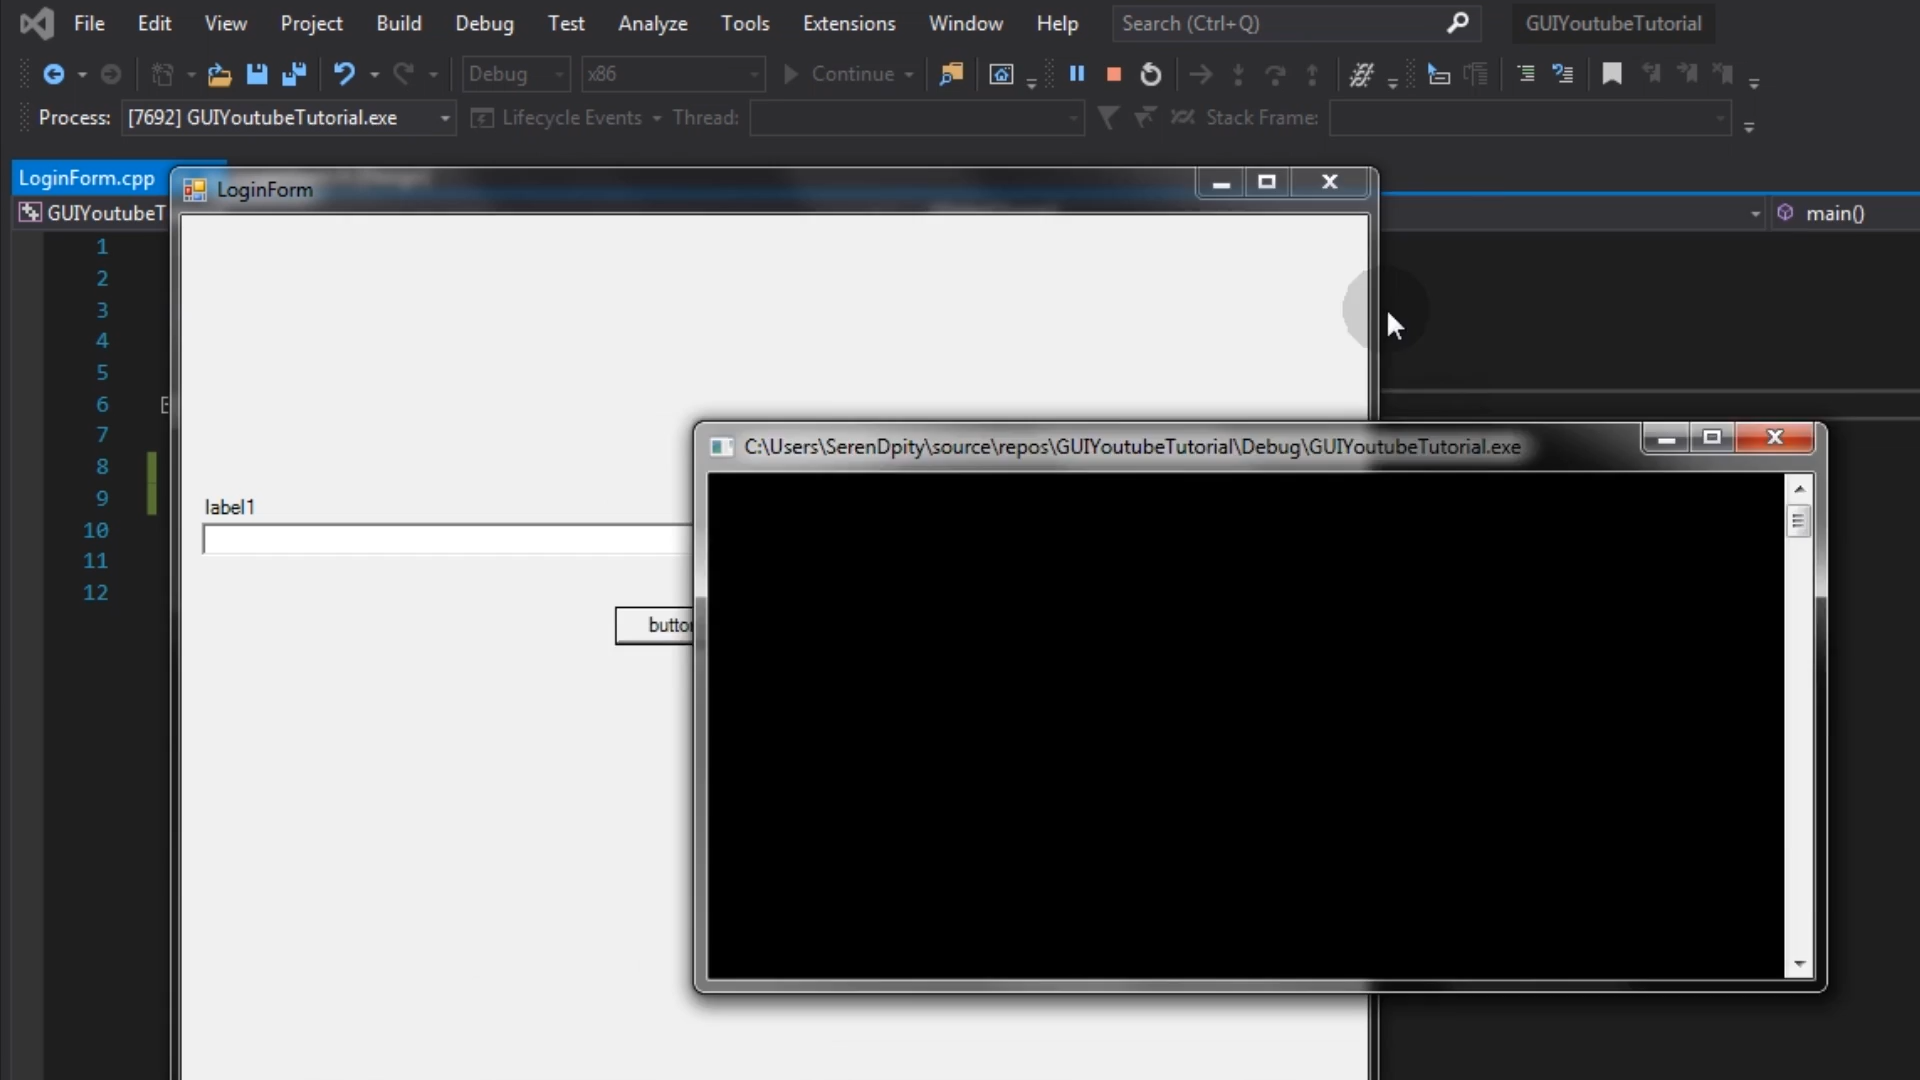 File Edit View Project Build Debug Test Analyze Tools Extensions Window Help Search (Ctrl+Q) GUIYoutubeTutorial
Debug x86 Continue
Process: [7692] GUIYoutubeTutorial.exe Lifecycle Events Thread: Stack Frame:
LoginForm.cpp
LoginForm
GUIYoutubeT main()
1
2
3
4
5
6
7
8
9
10
11
12
C:\Users\SerenDpity\source\repos\GUIYoutubeTutorial\Debug\GUIYoutubeTutorial.exe
label1
button